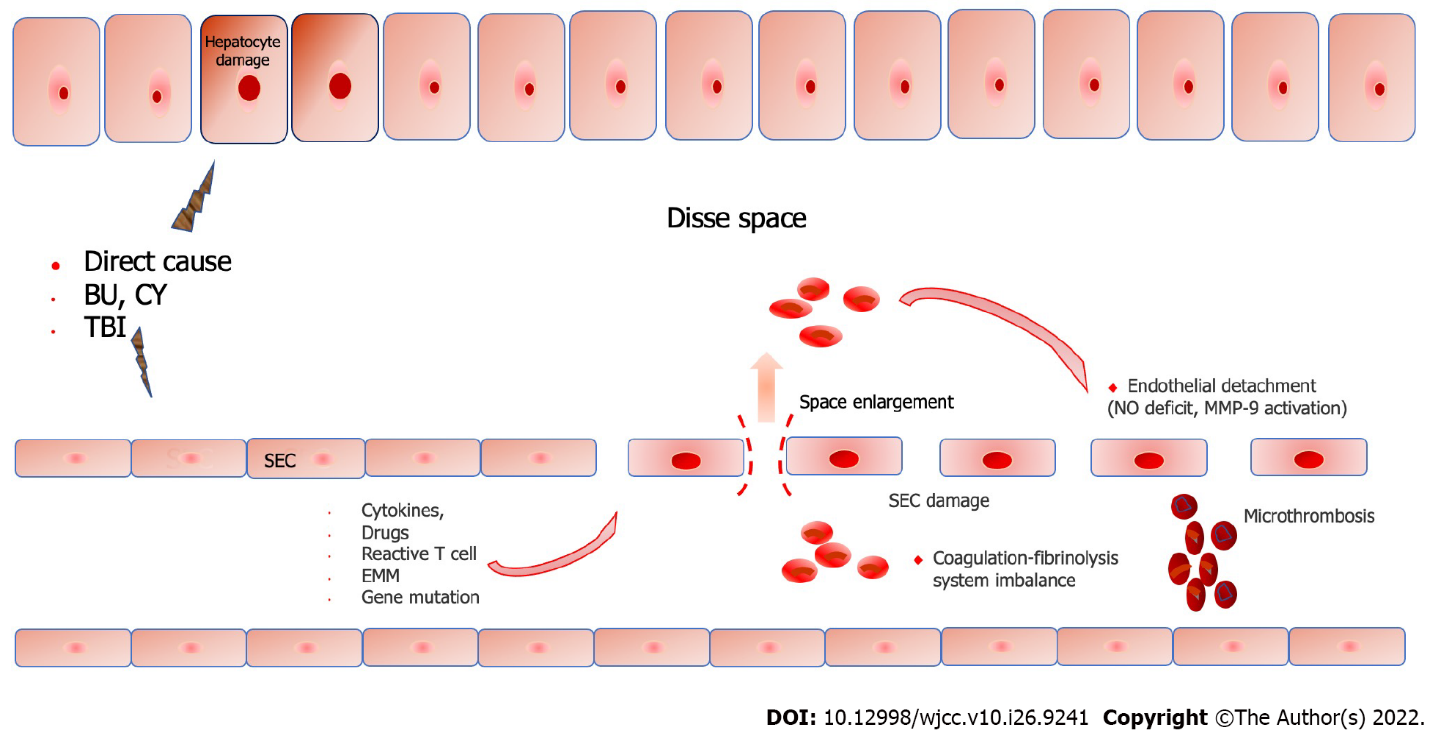 Hepatocyte
damage
Disse space
Direct cause
BU, CY
TBI
Space enlargement
Endothelial detachment
(NO deficit, MMP-9 activation)
SEC
SEC damage
Cytokines,
Drugs
Reactive T cell
EMM
Gene mutation
Coagulation-fibrinolysis
system imbalance
Microthrombosis
DOI: 10.12998/wjcc.v10.i26.9241 Copyright ©The Author(s) 2022.